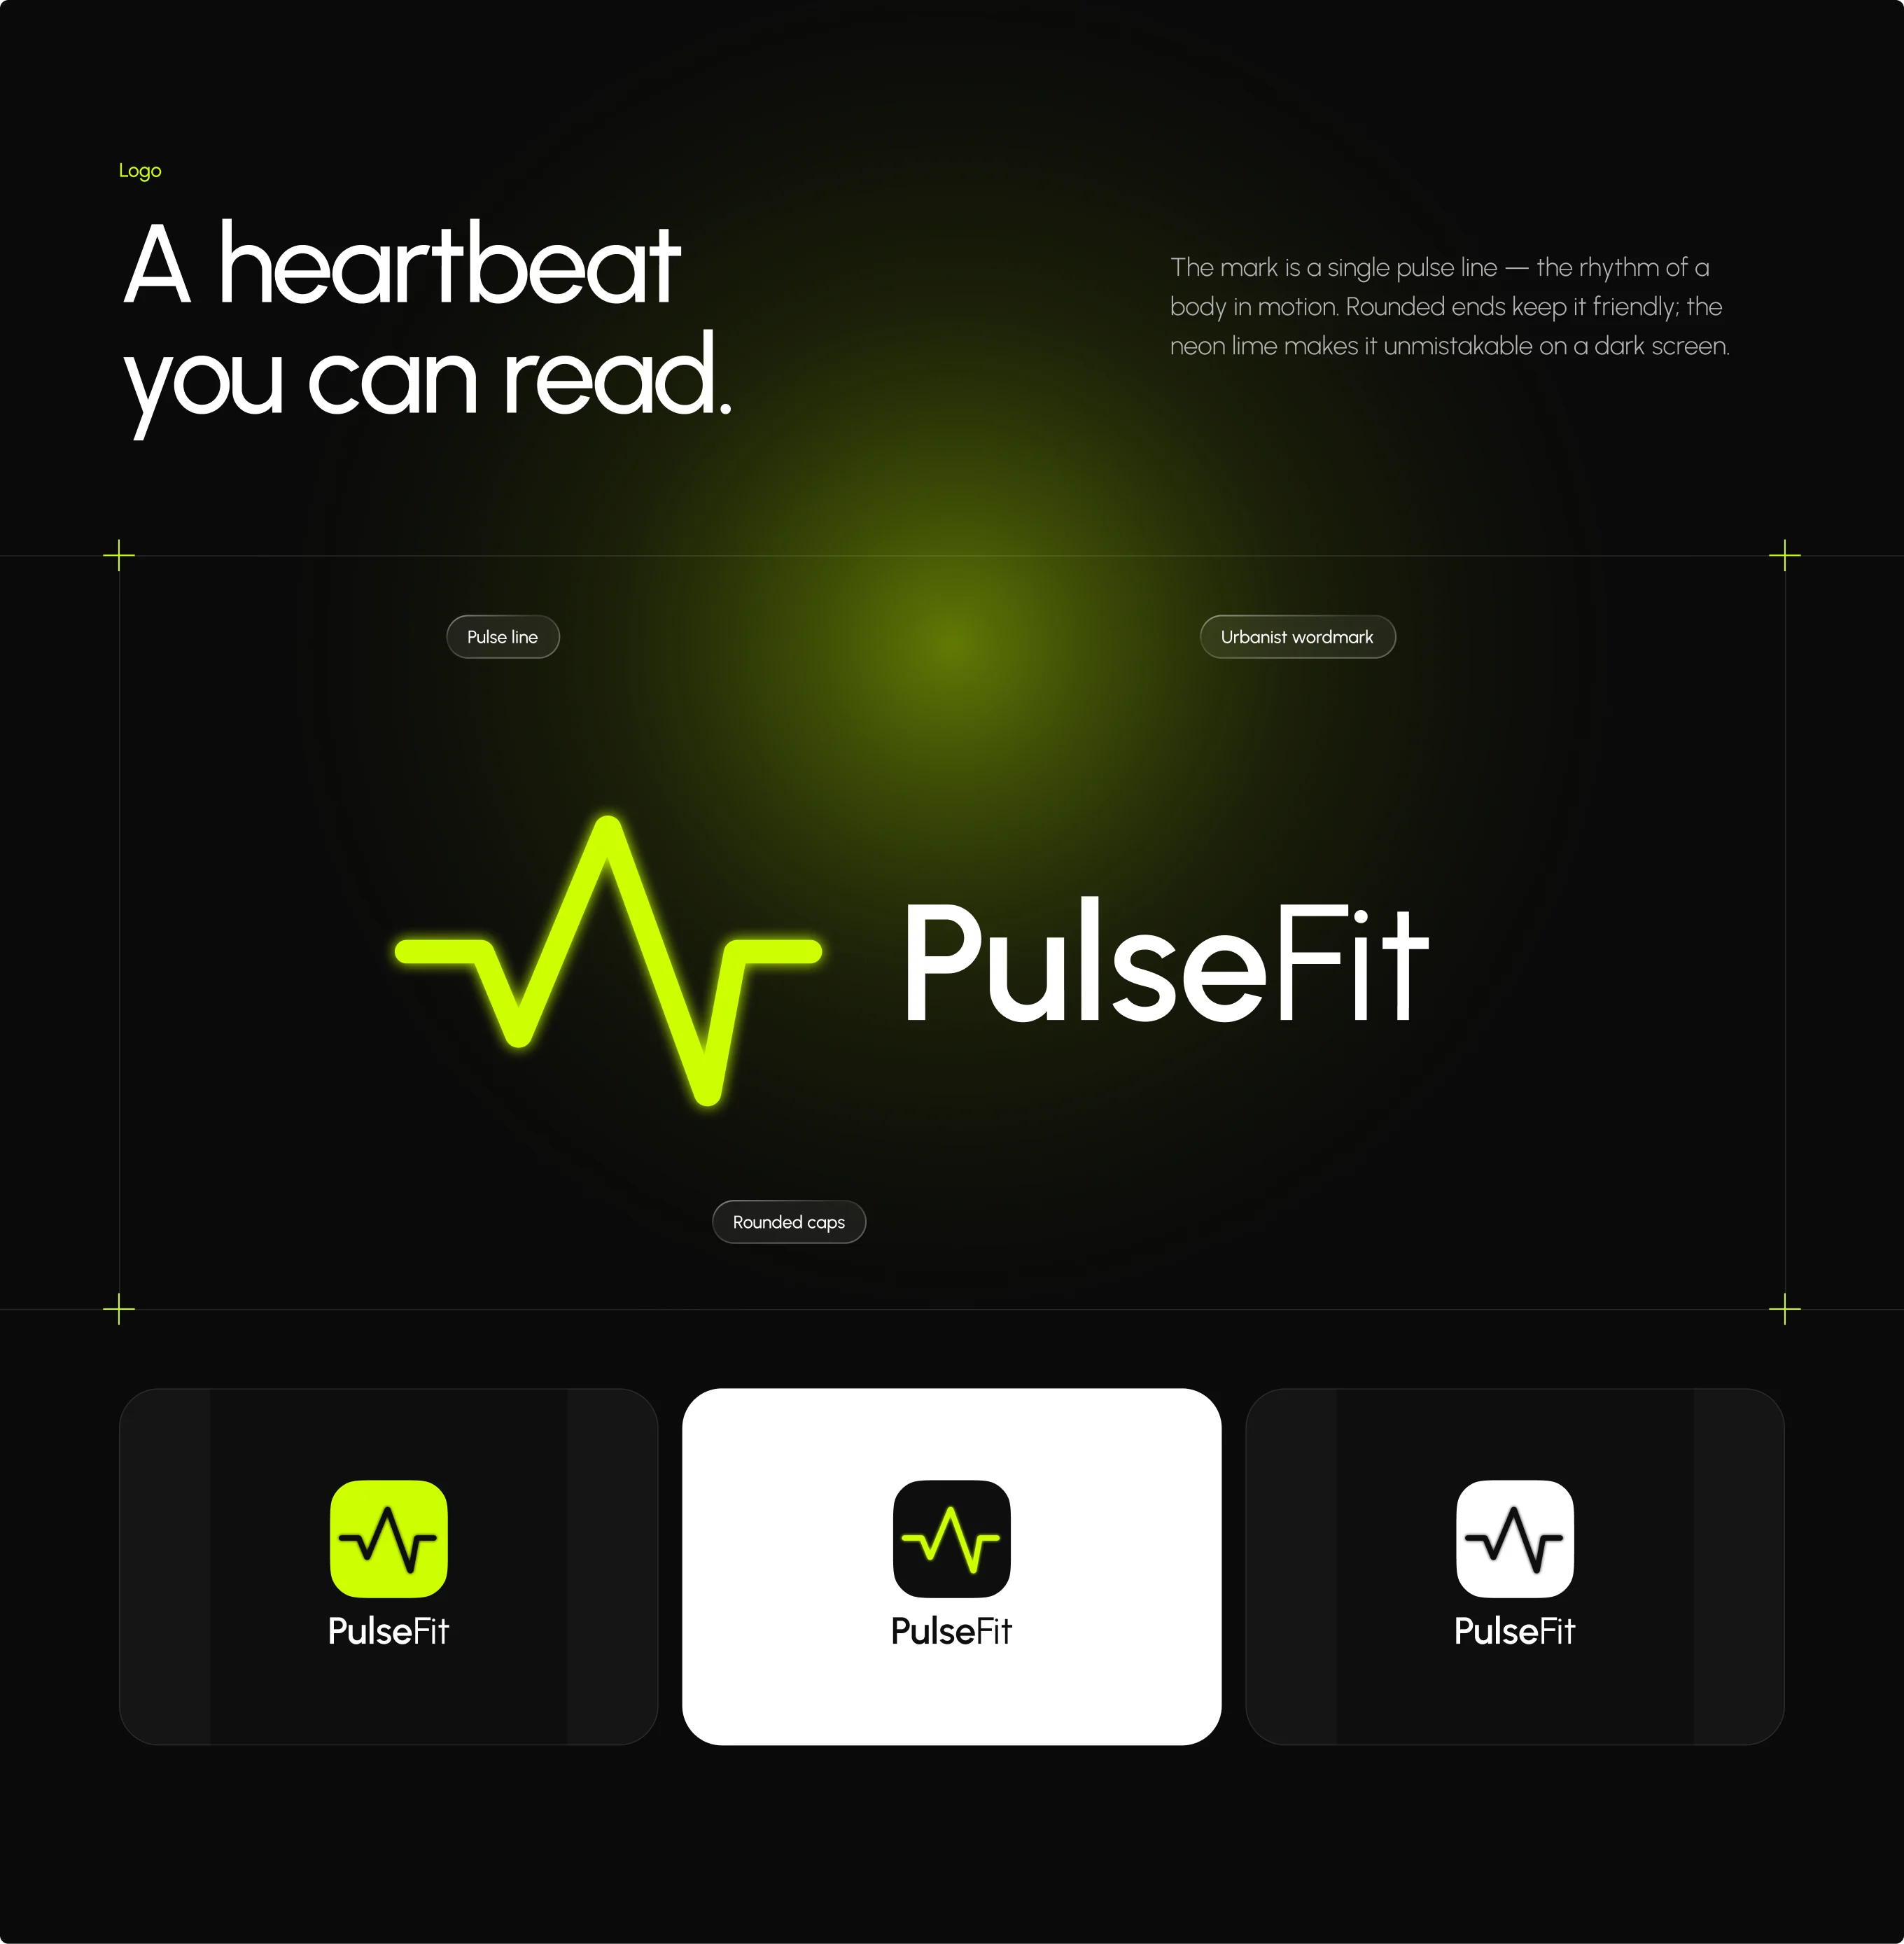 Logo
A heartbeat
you can read.
The mark is a single pulse line — the rhythm of a
body in motion. Rounded ends keep it friendly; the
neon lime makes it unmistakable on a dark screen.
Pulse line
Urbanist wordmark
PulseFit
Rounded caps
PulseFit
PulseFit
PulseFit